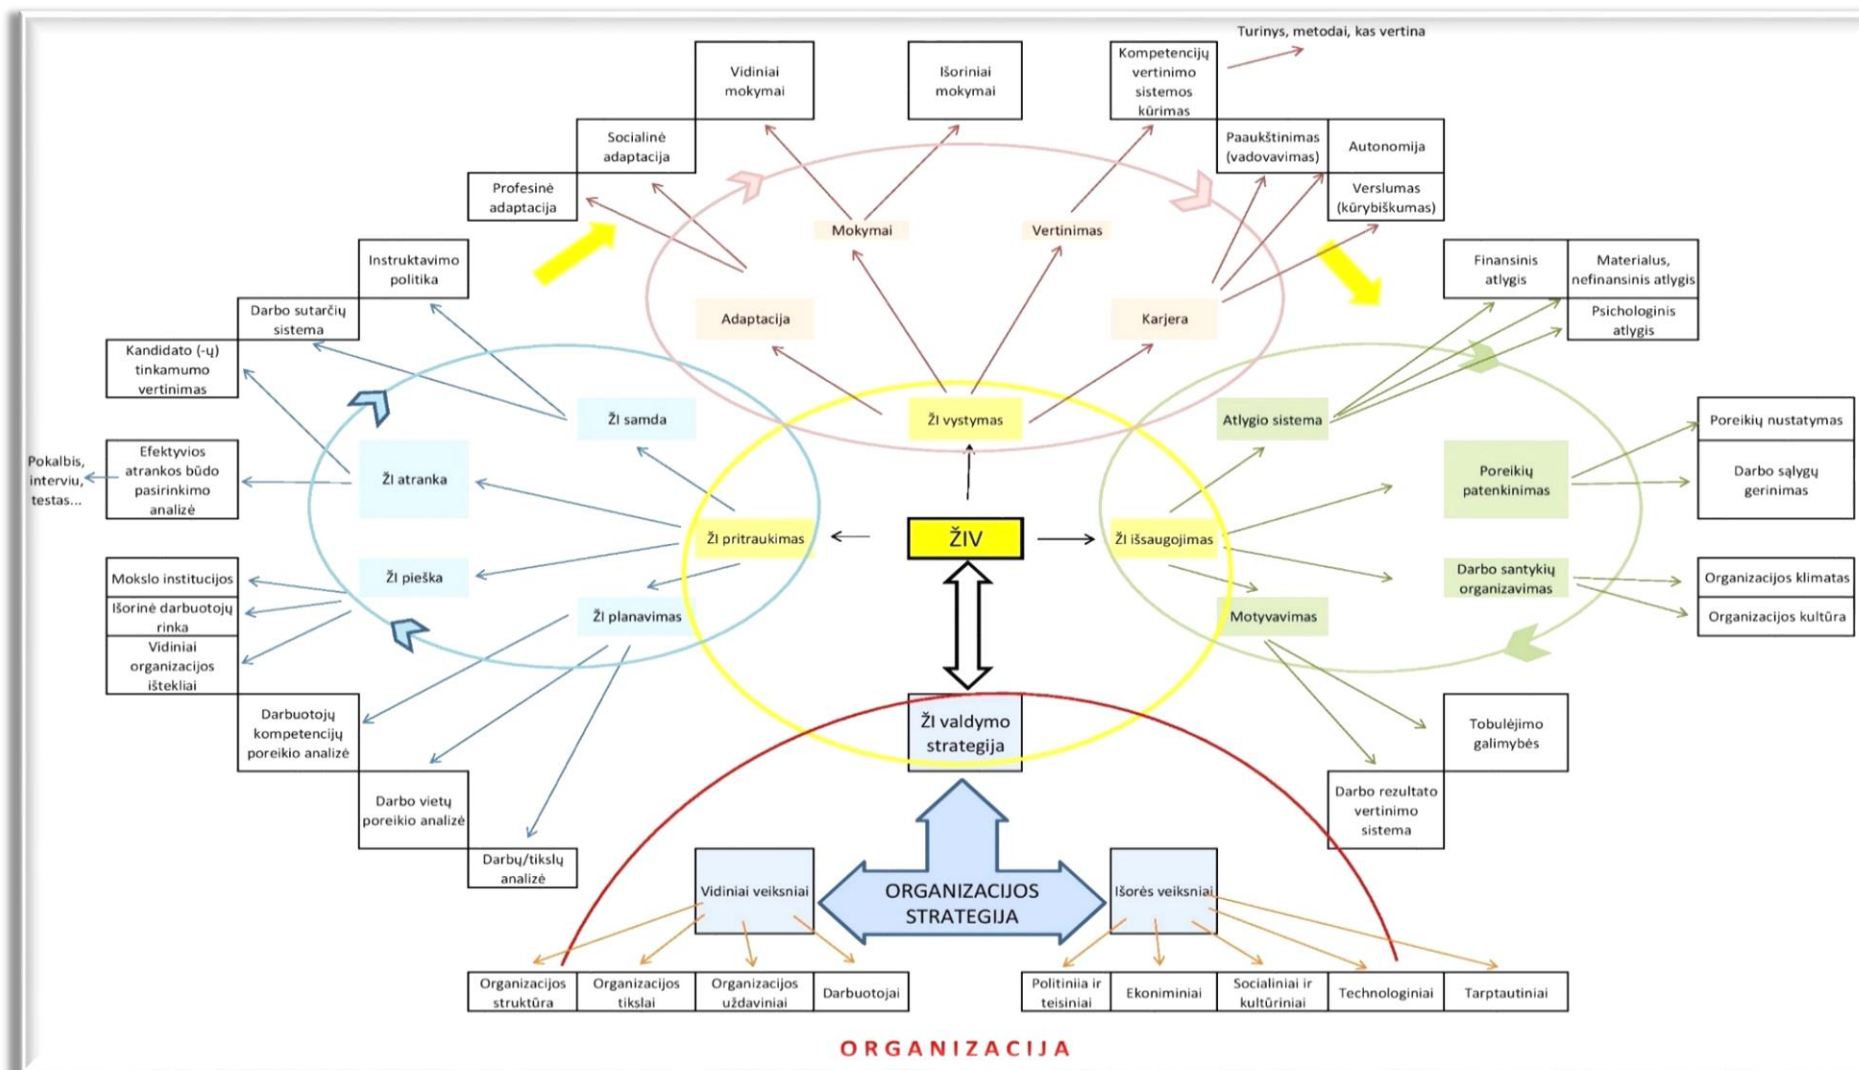 Turinys, metodai, kas vertina
Vidiniai
mokymai
Išoriniai
mokymai
Kompetencijų
vertinimo
sistemos
kūrimas
Socialinė
adaptacija
Paaukštinimas
(vadovavimas)
Autonomija
Profesinė
adaptacija
Verslumas
(kūrybiškumas)
Mokymai
Vertinimas
Instruktavimo
politika
Finansinis
atlygis
Materialus,
nefinansinis atlygis
Darbo sutarčių
sistema
Adaptacija
Karjera
Psichologinis
atlygis
Kandidato (-ų)
tinkamumo
vertinimas
ŽI samda
ŽI vystymas
Atlygio sistema
Poreikių nustatymas
Pokalbis,
interviu,
testas...
Efektyvios
atrankos būdo
pasirinkimo
analizė
ŽI atranka
Poreikių
patenkinimas
Darbo sąlygų
gerinimas
ŽI pritraukimas
ŽIV
ŽI išsaugojimas
Mokslo institucijos
ŽI pieška
Darbo santykių
organizavimas
Organizacijos klimatas
Išorinė darbuotojų
rinka
ŽI planavimas
Motyvavimas
Organizacijos kultūra
Vidiniai
organizacijos
ištekliai
Darbuotojų
kompetencijų
poreikio analizė
ŽI valdymo
strategija
Tobulėjimo
galimybės
Darbo vietų
poreikio analizė
Darbo rezultato
vertinimo
sistema
Darbų/tikslų
analizė
Vidiniai veiksniai
ORGANIZACIJOS
STRATEGIJA
Išorės veiksniai
Organizacijos
struktūra
Organizacijos
tikslai
Organizacijos
uždaviniai
Darbuotojai
Politiniia ir
teisiniai
Ekoniminiai
Socialiniai ir
kultūriniai
Technologiniai
Tarptautiniai
ORGANIZACIJA